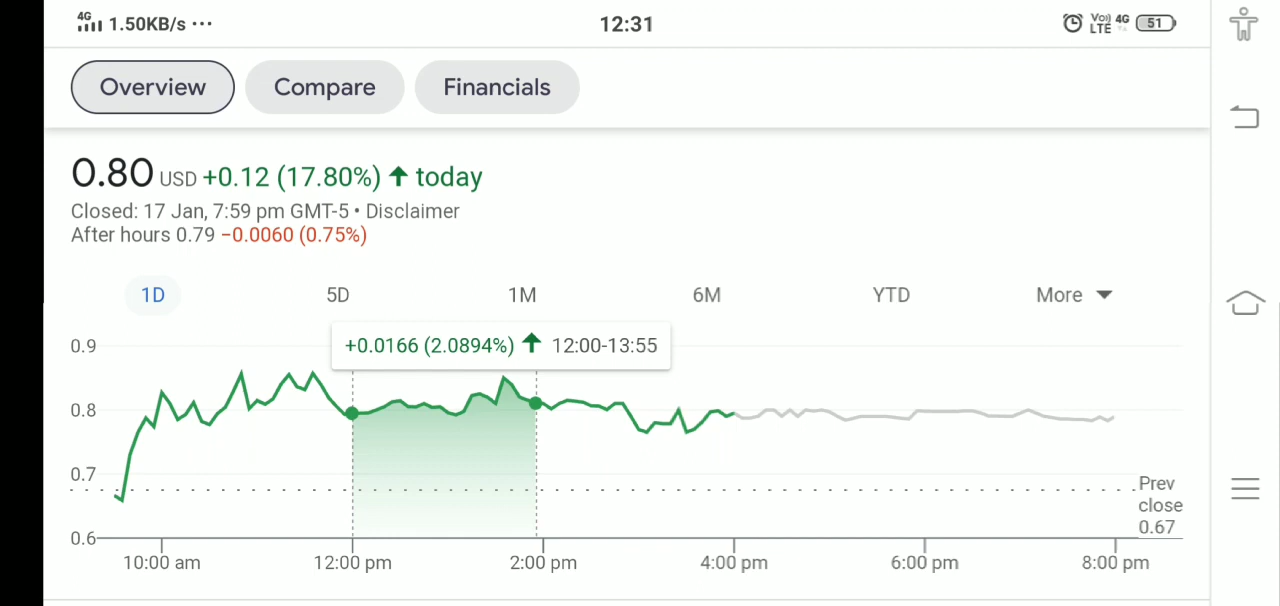 4G 1.50KB/s ··· 12:31 Vo)) LTE 4G 51
Overview Compare Financials
0.80 USD +0.12 (17.80%) ↑ today
Closed: 17 Jan, 7:59 pm GMT-5 • Disclaimer
After hours 0.79 −0.0060 (0.75%)
1D 5D 1M 6M YTD More
+0.0166 (2.0894%) ↑ 12:00-13:55
0.9
0.8
0.7
0.6
Prev
close
0.67
10:00 am 12:00 pm 2:00 pm 4:00 pm 6:00 pm 8:00 pm